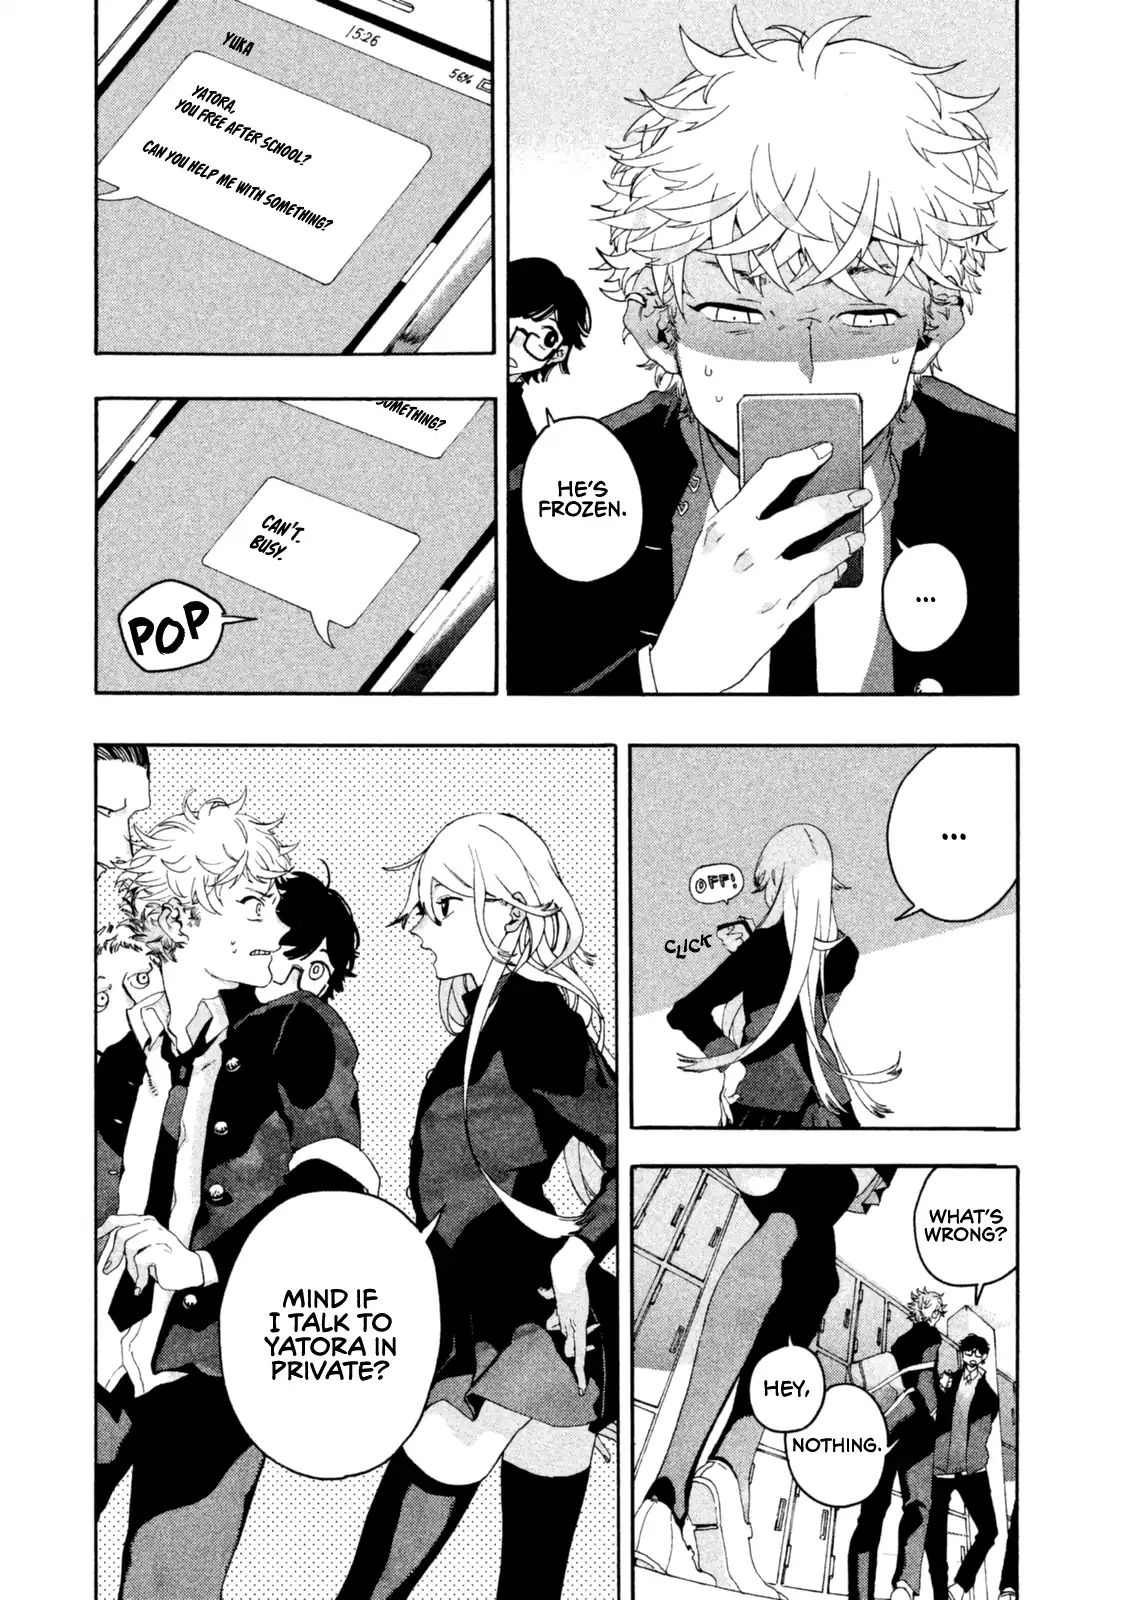 ...
HE'S
FROZEN.
YUKA
15:26
56%
YATORA,
YOU FREE AFTER SCHOOL?
CAN YOU HELP ME WITH SOMETHING?
SOMETHING?
CAN'T.
BUSY.
POP
...
OFF!
CLICK
WHAT'S
WRONG?
HEY,
NOTHING.
MIND IF
I TALK TO
YATORA IN
PRIVATE?